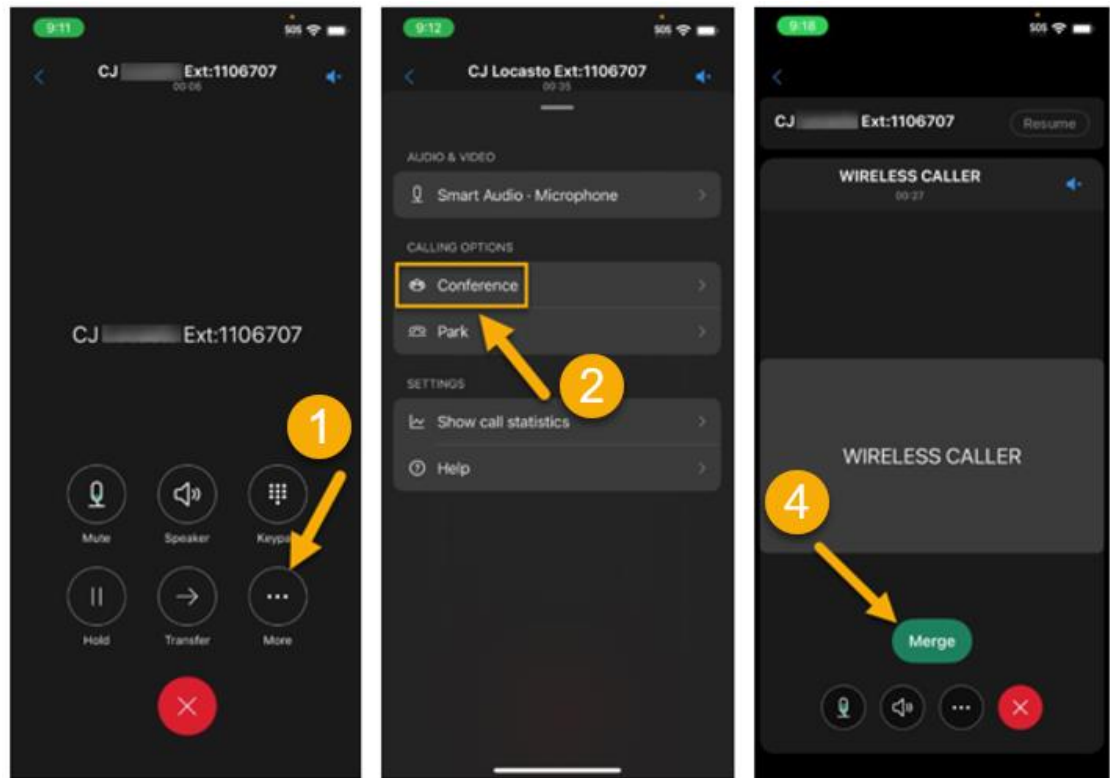 9:11
SOS
CJ Ext:1106707
00:06
CJ Ext:1106707
1
Mute
Speaker
Keypa
Hold
Transfer
More
9:12
SOS
CJ Locasto Ext:1106707
00:35
AUDIO & VIDEO
Smart Audio - Microphone
CALLING OPTIONS
Conference
Park
2
SETTINGS
Show call statistics
Help
9:18
SOS
CJ Ext:1106707
Resume
WIRELESS CALLER
00:27
WIRELESS CALLER
4
Merge